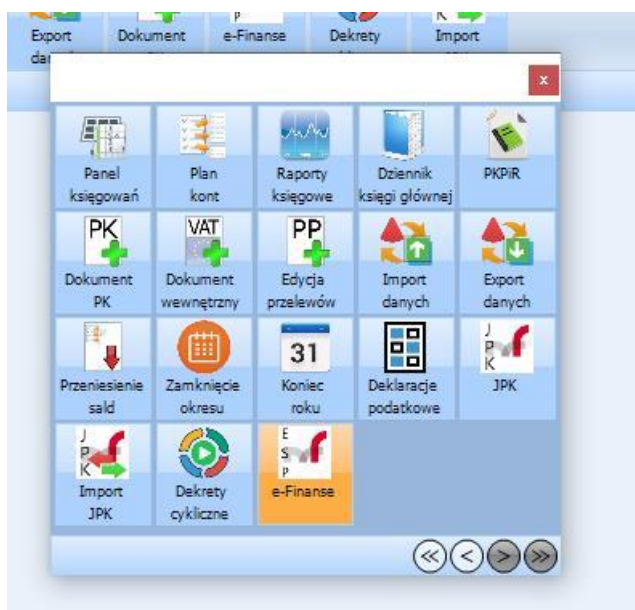 Export Dokument e-Finanse Dekrety Import
x
Panel Plan Raporty Dziennik PKPiR
księgowań kont księgowe księgi głównej
PK VAT PP
Dokument Dokument Edycja Import Export
PK wewnętrzny przelewów danych danych
31 J
P
K
Przeniesienie Zamknięcie Koniec Deklaracje JPK
sald okresu roku podatkowe
J E
P S
K P
Import Dekrety e-Finanse
JPK cykliczne